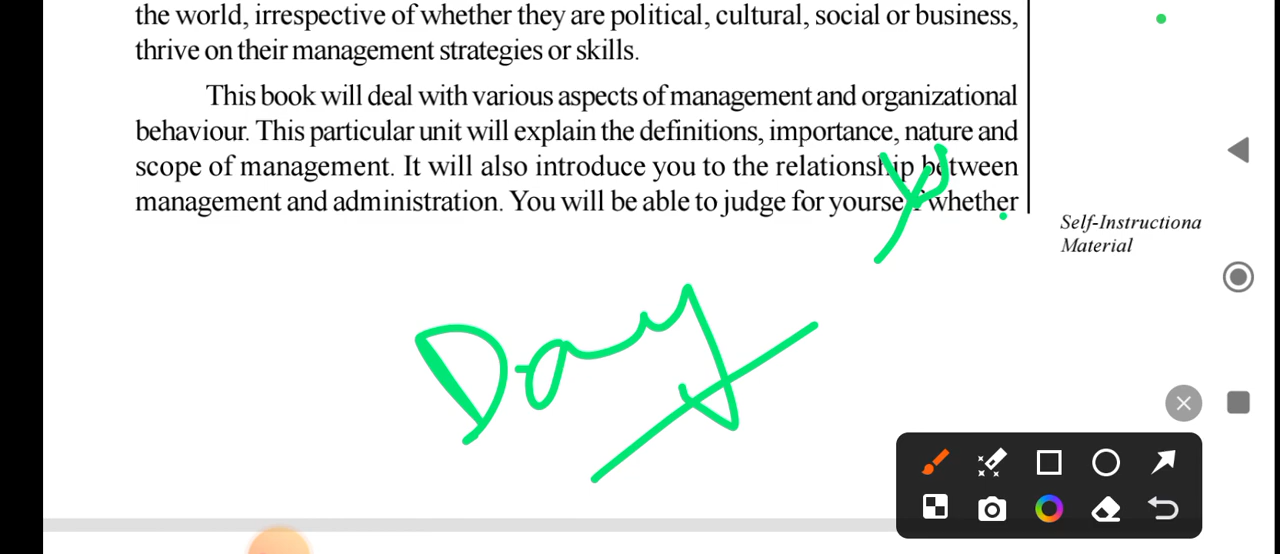 the world, irrespective of whether they are political, cultural, social or business,
thrive on their management strategies or skills.
This book will deal with various aspects of management and organizational
behaviour. This particular unit will explain the definitions, importance, nature and
scope of management. It will also introduce you to the relationship between
management and administration. You will be able to judge for yourself whether
Self-Instructiona
Material
Day